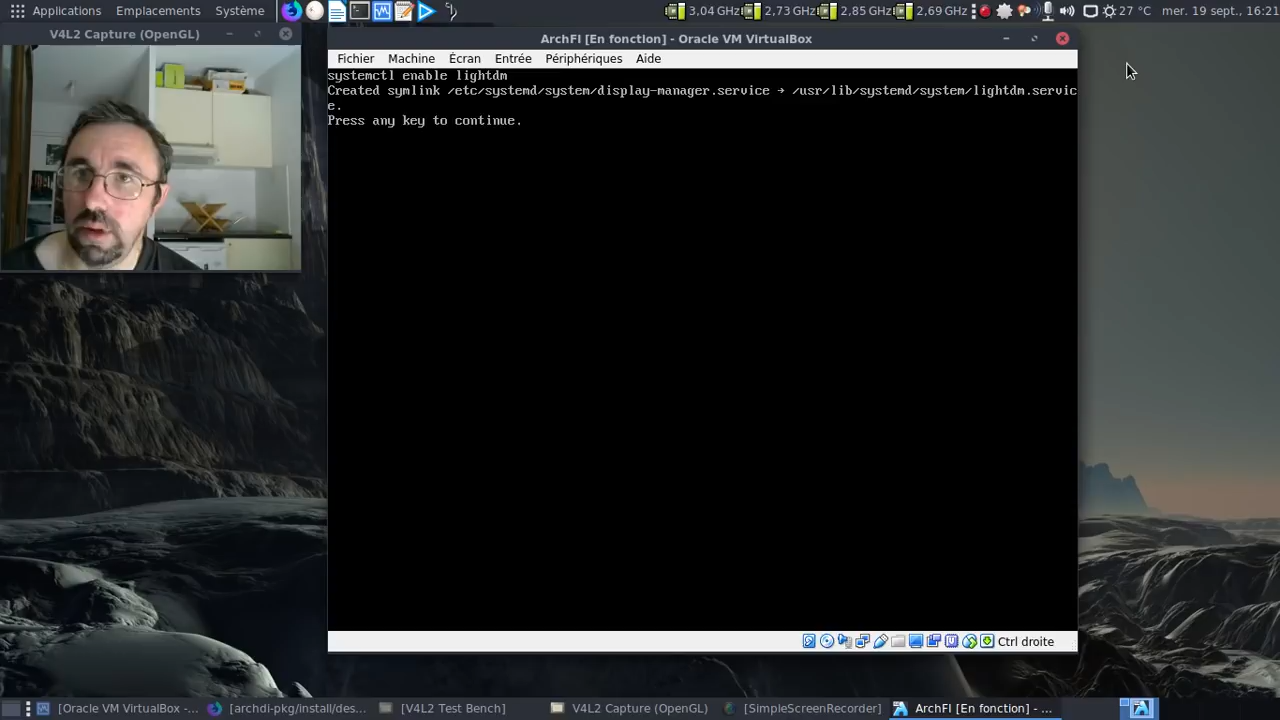 Applications Emplacements Système
3,04 GHz 2,73 GHz 2,85 GHz 2,69 GHz 27 °C mer. 19 sept., 16:21
V4L2 Capture (OpenGL)
ArchFI [En fonction] - Oracle VM VirtualBox
Fichier Machine Écran Entrée Périphériques Aide
systemctl enable lightdm
Created symlink /etc/systemd/system/display-manager.service → /usr/lib/systemd/system/lightdm.servic
e.
Press any key to continue.
Ctrl droite
[Oracle VM VirtualBox -... [archdi-pkg/install/des... [V4L2 Test Bench] V4L2 Capture (OpenGL) [SimpleScreenRecorder] ArchFI [En fonction] - ...